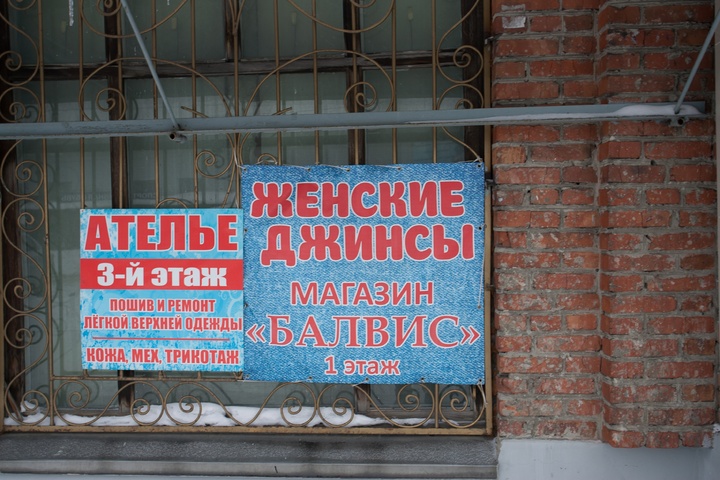 АТЕЛЬЕ
3-й этаж
ПОШИВ И РЕМОНТ
ЛЁГКОЙ ВЕРХНЕЙ ОДЕЖДЫ
КОЖА, МЕХ, ТРИКОТАЖ
ЖЕНСКИЕ
ДЖИНСЫ
МАГАЗИН
«БАЛВИС»
1 этаж